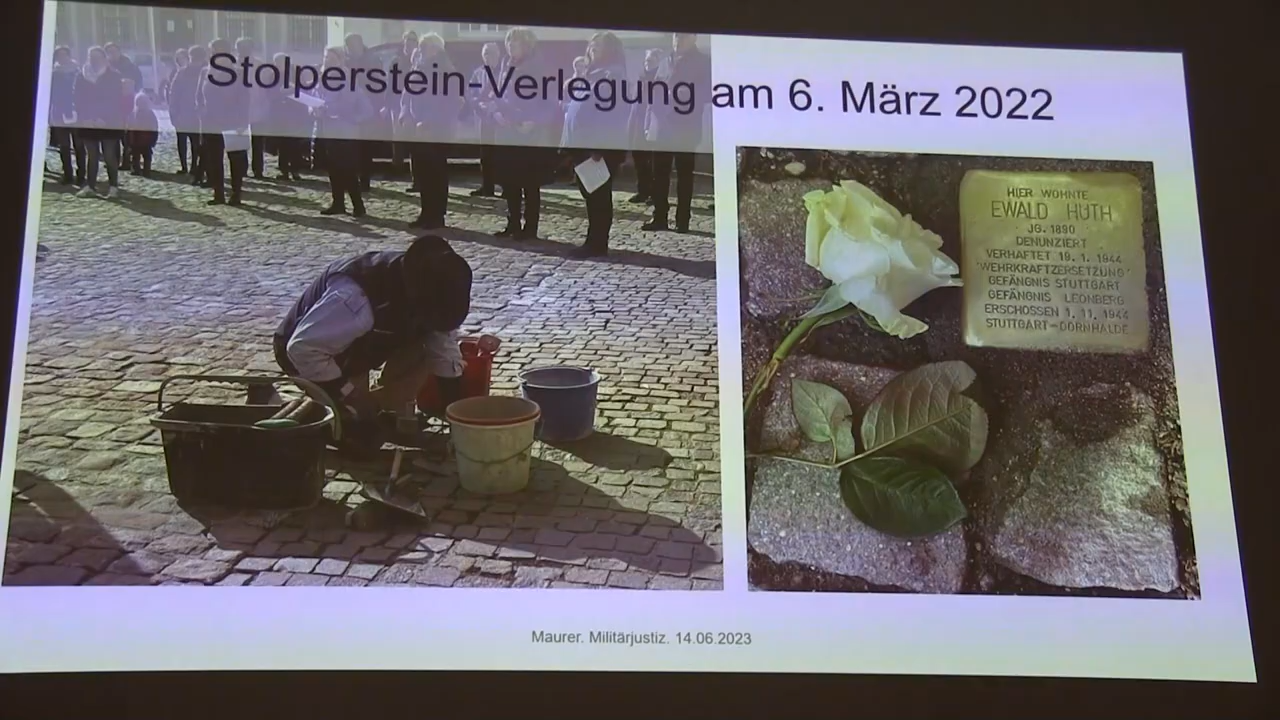 Stolperstein-Verlegung am 6. März 2022
HIER WOHNTE
EWALD HUTH
JG. 1890
DENUNZIERT
VERHAFTET 19. 1. 1944
'WEHRKRAFTZERSETZUNG'
GEFÄNGNIS STUTTGART
GEFÄNGNIS LEONBERG
ERSCHOSSEN 1. 11. 1944
STUTTGART-DORNHALDE
Maurer. Militärjustiz. 14.06.2023